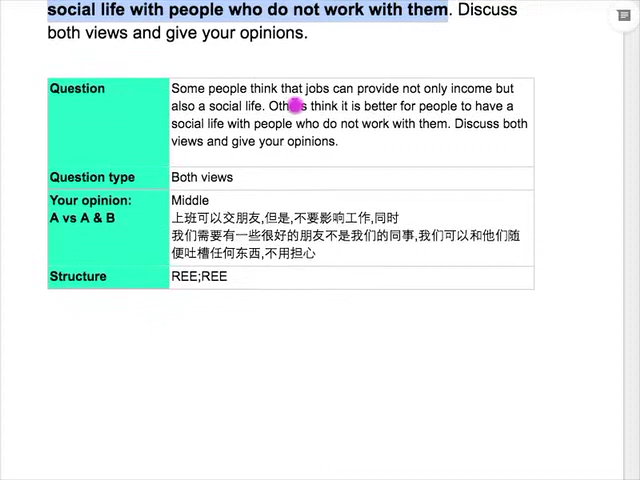 social life with people who do not work with them. Discuss
both views and give your opinions.
Question
Some people think that jobs can provide not only income but
also a social life. Others think it is better for people to have a
social life with people who do not work with them. Discuss both
views and give your opinions.
Question type
Both views
Your opinion:
A vs A & B
Middle
上班可以交朋友,但是,不要影响工作,同时
我们需要有一些很好的朋友不是我们的同事,我们可以和他们随
便吐槽任何东西,不用担心
Structure
REE;REE